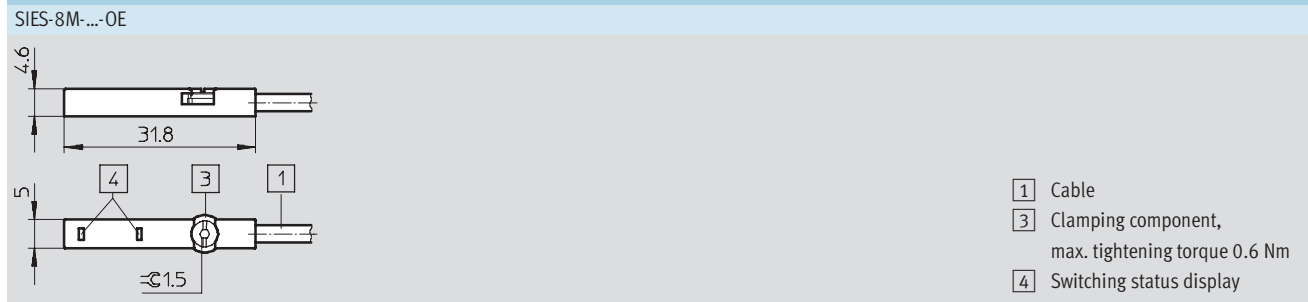 SIES-8M-...-OE
4.6
31.8
4 3 1
5
1.5
1 Cable
3 Clamping component,
max. tightening torque 0.6 Nm
4 Switching status display